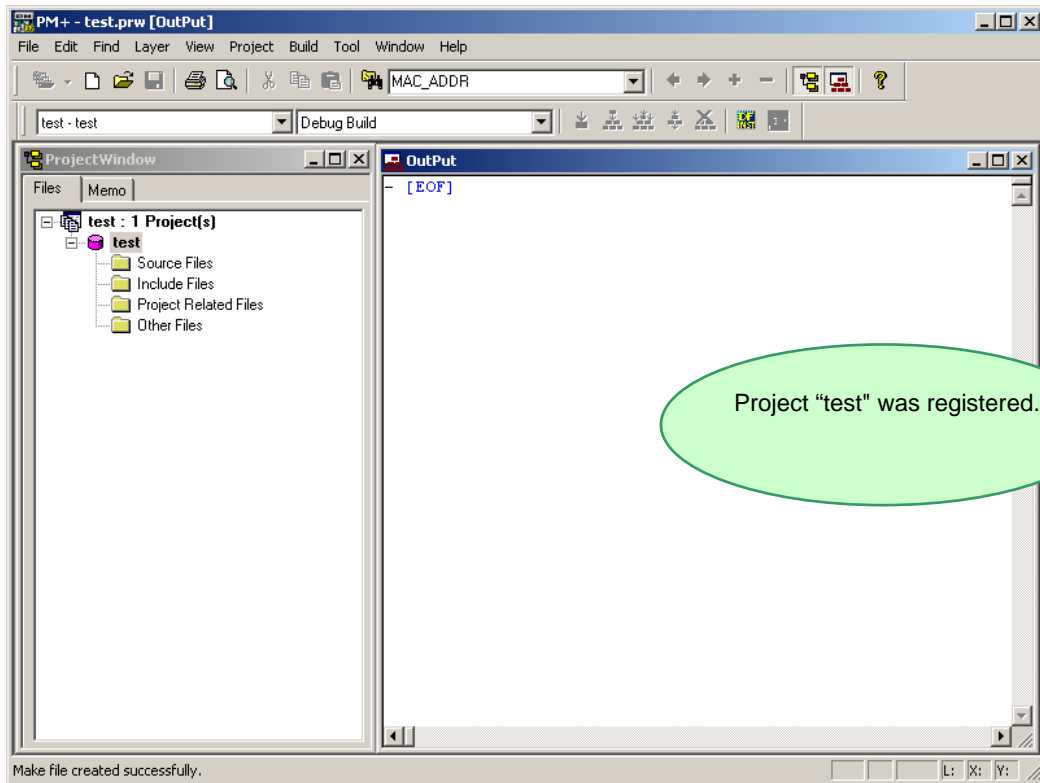 PM+ - test.prw [OutPut]
File Edit Find Layer View Project Build Tool Window Help
MAC_ADDR
test - test
Debug Build
ProjectWindow
Files Memo
test : 1 Project(s)
test
Source Files
Include Files
Project Related Files
Other Files
OutPut
[EOF]
Project “test" was registered.
Make file created successfully.
L: X: Y: